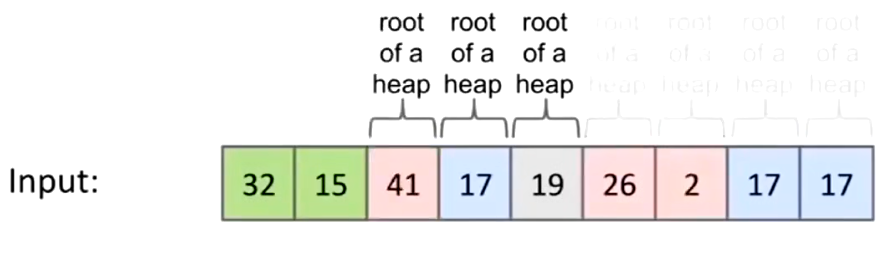 root root root root root root root
of a of a of a of a of a of a of a
heap heap heap heap heap heap heap
Input: 32 15 41 17 19 26 2 17 17